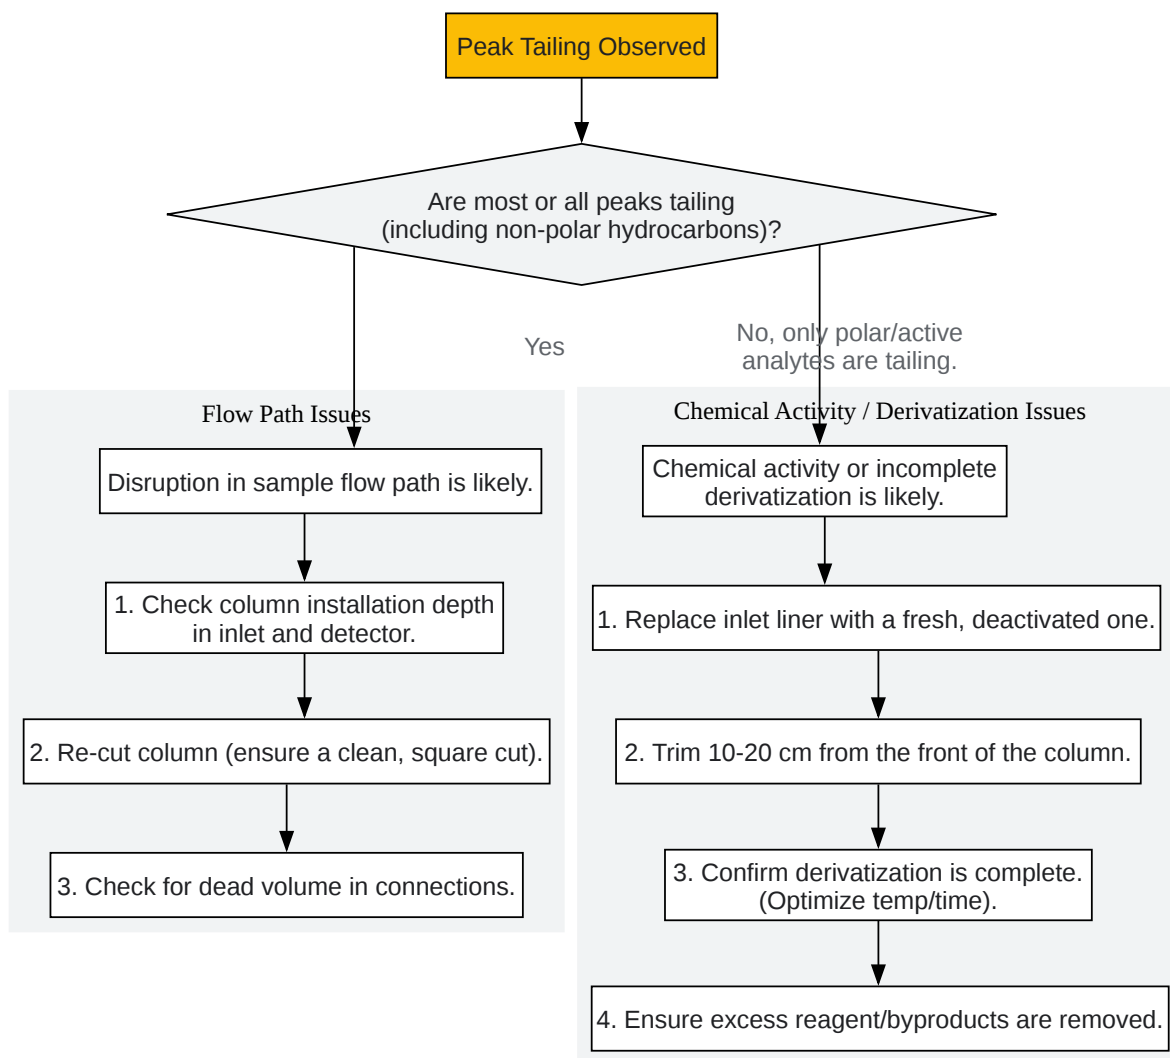 Peak Tailing Observed
Are most or all peaks tailing
(including non-polar hydrocarbons)?
Yes
No, only polar/active
analytes are tailing.
Flow Path Issues
Disruption in sample flow path is likely.
1. Check column installation depth
in inlet and detector.
2. Re-cut column (ensure a clean, square cut).
3. Check for dead volume in connections.
Chemical Activity / Derivatization Issues
Chemical activity or incomplete
derivatization is likely.
1. Replace inlet liner with a fresh, deactivated one.
2. Trim 10-20 cm from the front of the column.
3. Confirm derivatization is complete.
(Optimize temp/time).
4. Ensure excess reagent/byproducts are removed.